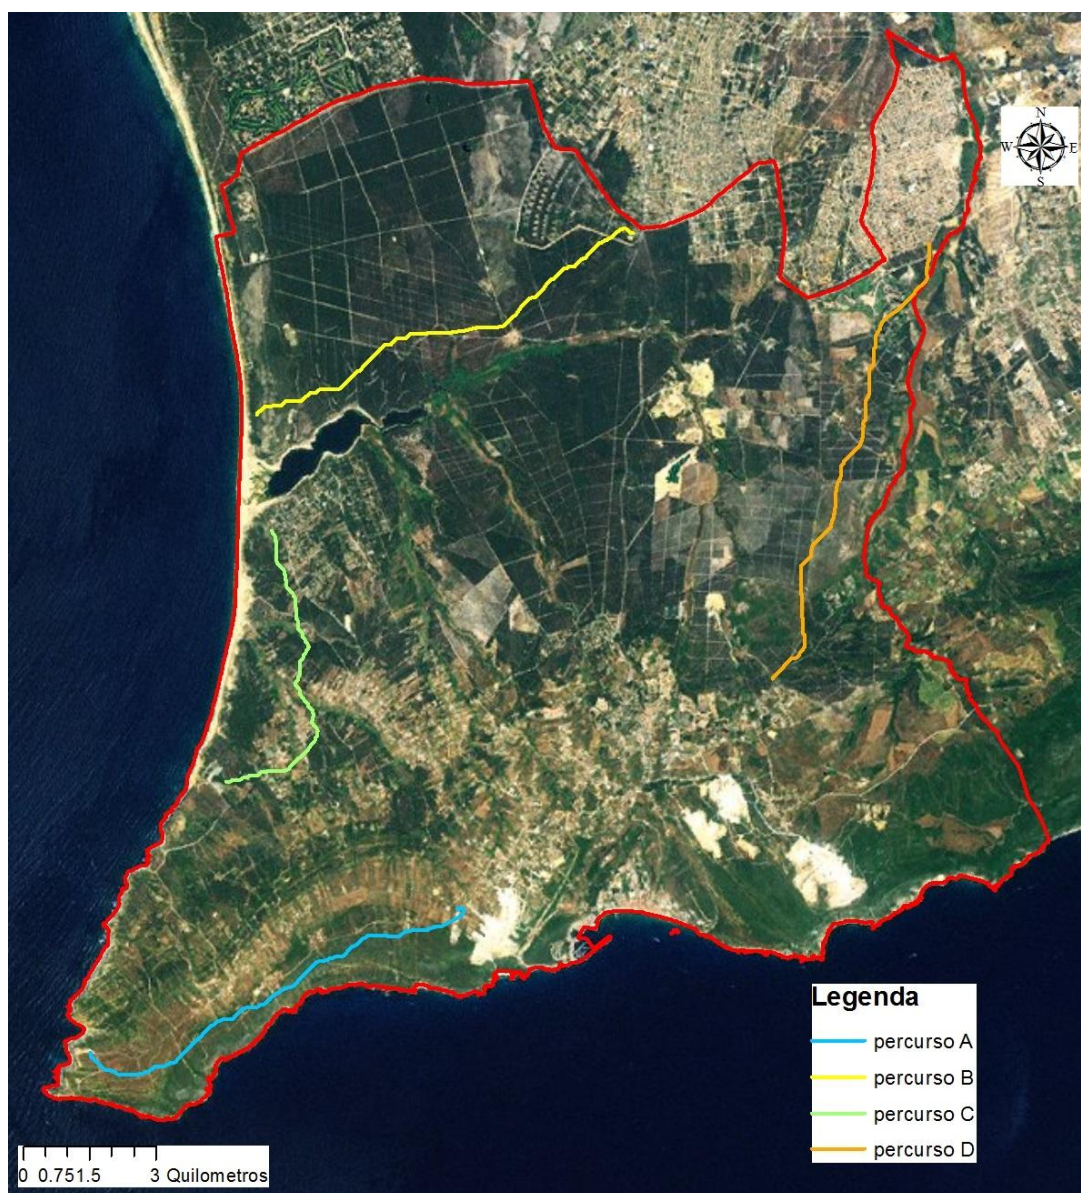 N
W E
S
Legenda
percurso A
percurso B
percurso C
percurso D
0 0.751.5 3 Quilometros